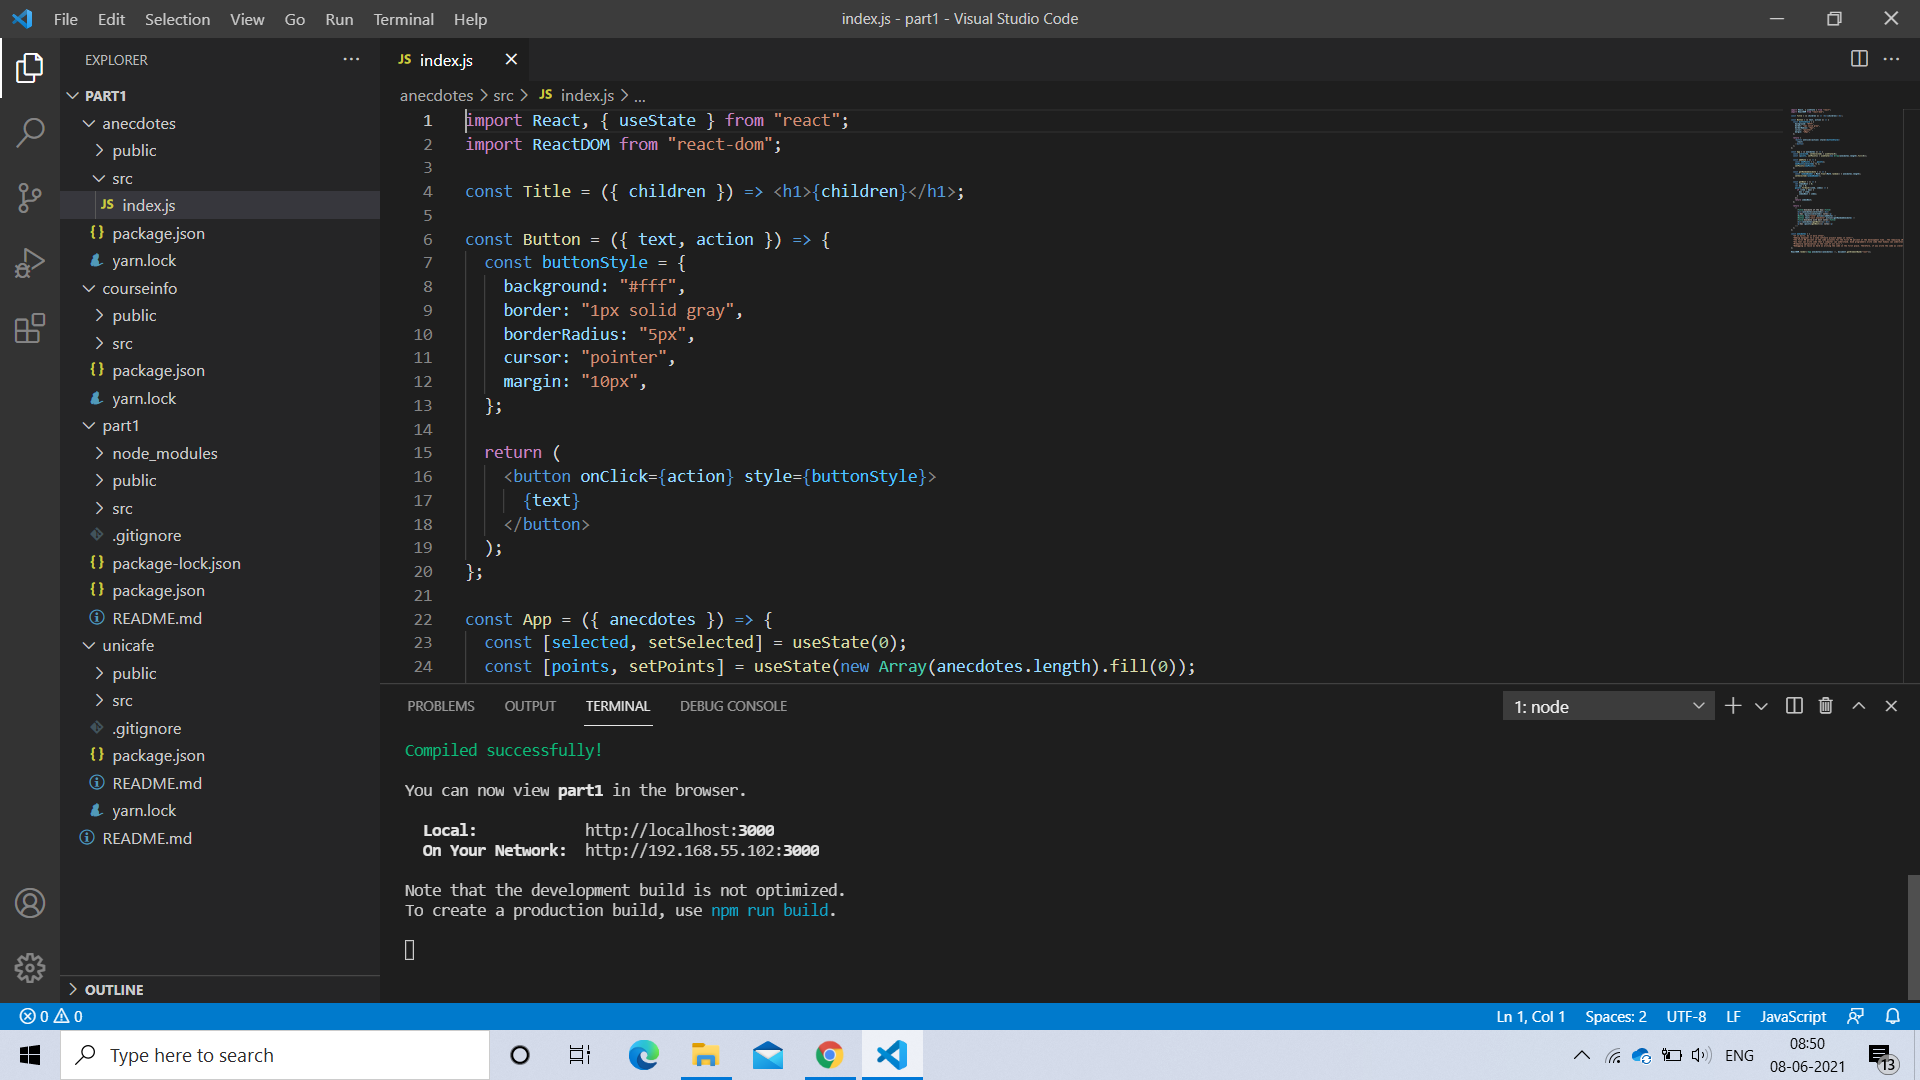 File Edit Selection View Go Run Terminal Help
index.js - part1 - Visual Studio Code
EXPLORER
PART1
anecdotes
public
src
JS index.js
{} package.json
yarn.lock
courseinfo
public
src
{} package.json
yarn.lock
part1
node_modules
public
src
.gitignore
{} package-lock.json
{} package.json
README.md
unicafe
public
src
.gitignore
{} package.json
README.md
yarn.lock
README.md
OUTLINE
JS index.js
anecdotes > src > JS index.js > ...
1 import React, { useState } from "react";
2 import ReactDOM from "react-dom";
3
4 const Title = ({ children }) => <h1>{children}</h1>;
5
6 const Button = ({ text, action }) => {
7 const buttonStyle = {
8 background: "#fff",
9 border: "1px solid gray",
10 borderRadius: "5px",
11 cursor: "pointer",
12 margin: "10px",
13 };
14
15 return (
16 <button onClick={action} style={buttonStyle}>
17 {text}
18 </button>
19 );
20 };
21
22 const App = ({ anecdotes }) => {
23 const [selected, setSelected] = useState(0);
24 const [points, setPoints] = useState(new Array(anecdotes.length).fill(0));
PROBLEMS OUTPUT TERMINAL DEBUG CONSOLE
1: node
Compiled successfully!
You can now view part1 in the browser.
Local: http://localhost:3000
On Your Network: http://192.168.55.102:3000
Note that the development build is not optimized.
To create a production build, use npm run build.
0 0
Ln 1, Col 1 Spaces: 2 UTF-8 LF JavaScript
Type here to search
ENG
08:50
08-06-2021
13